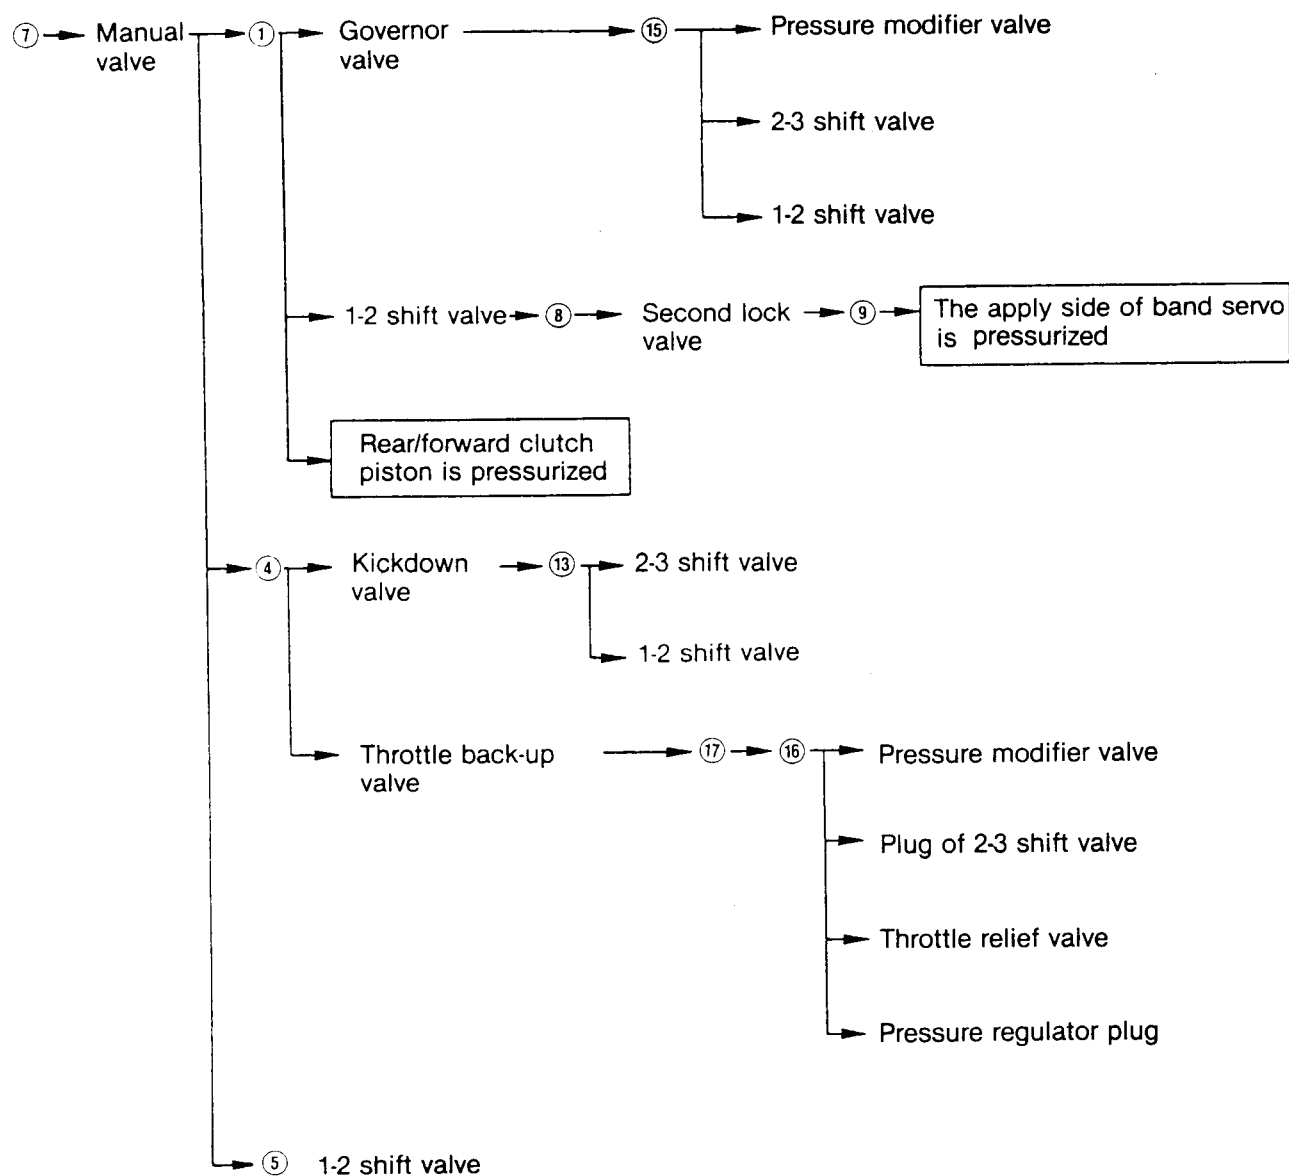 7 Manual valve 1 Governor valve 15 Pressure modifier valve
2-3 shift valve
1-2 shift valve
1-2 shift valve 8 Second lock valve 9 The apply side of band servo is pressurized
Rear/forward clutch
piston is pressurized
4 Kickdown valve 13 2-3 shift valve
1-2 shift valve
Throttle back-up valve 17 16 Pressure modifier valve
Plug of 2-3 shift valve
Throttle relief valve
Pressure regulator plug
5 1-2 shift valve